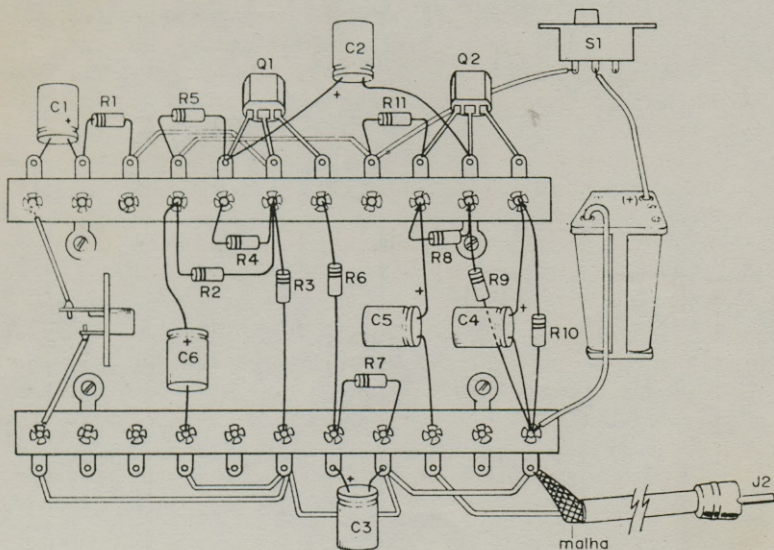 C2
S1
Q1
Q2
C1
R1
R5
R11
+
+
(+)
R4
R8
R2
R3
R6
R9
+
+
C5
C4
R10
+
C6
R7
+
C3
J2
malha